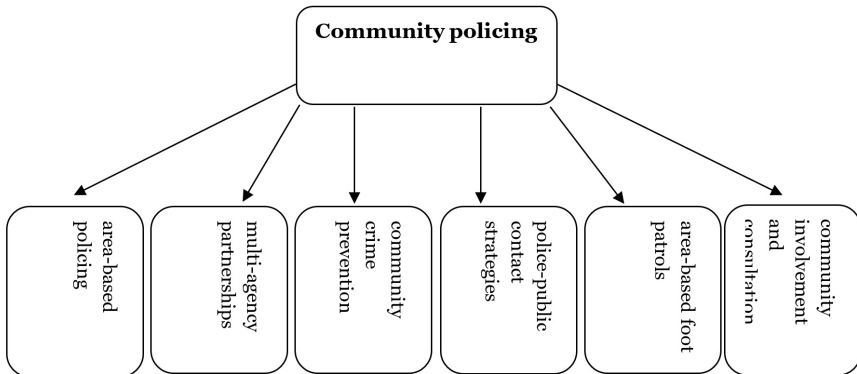 Community policing
area-based
policing
multi-agency
partnerships
community
crime
prevention
police-public
contact
strategies
area-based foot
patrols
community
involvement
and
consultation